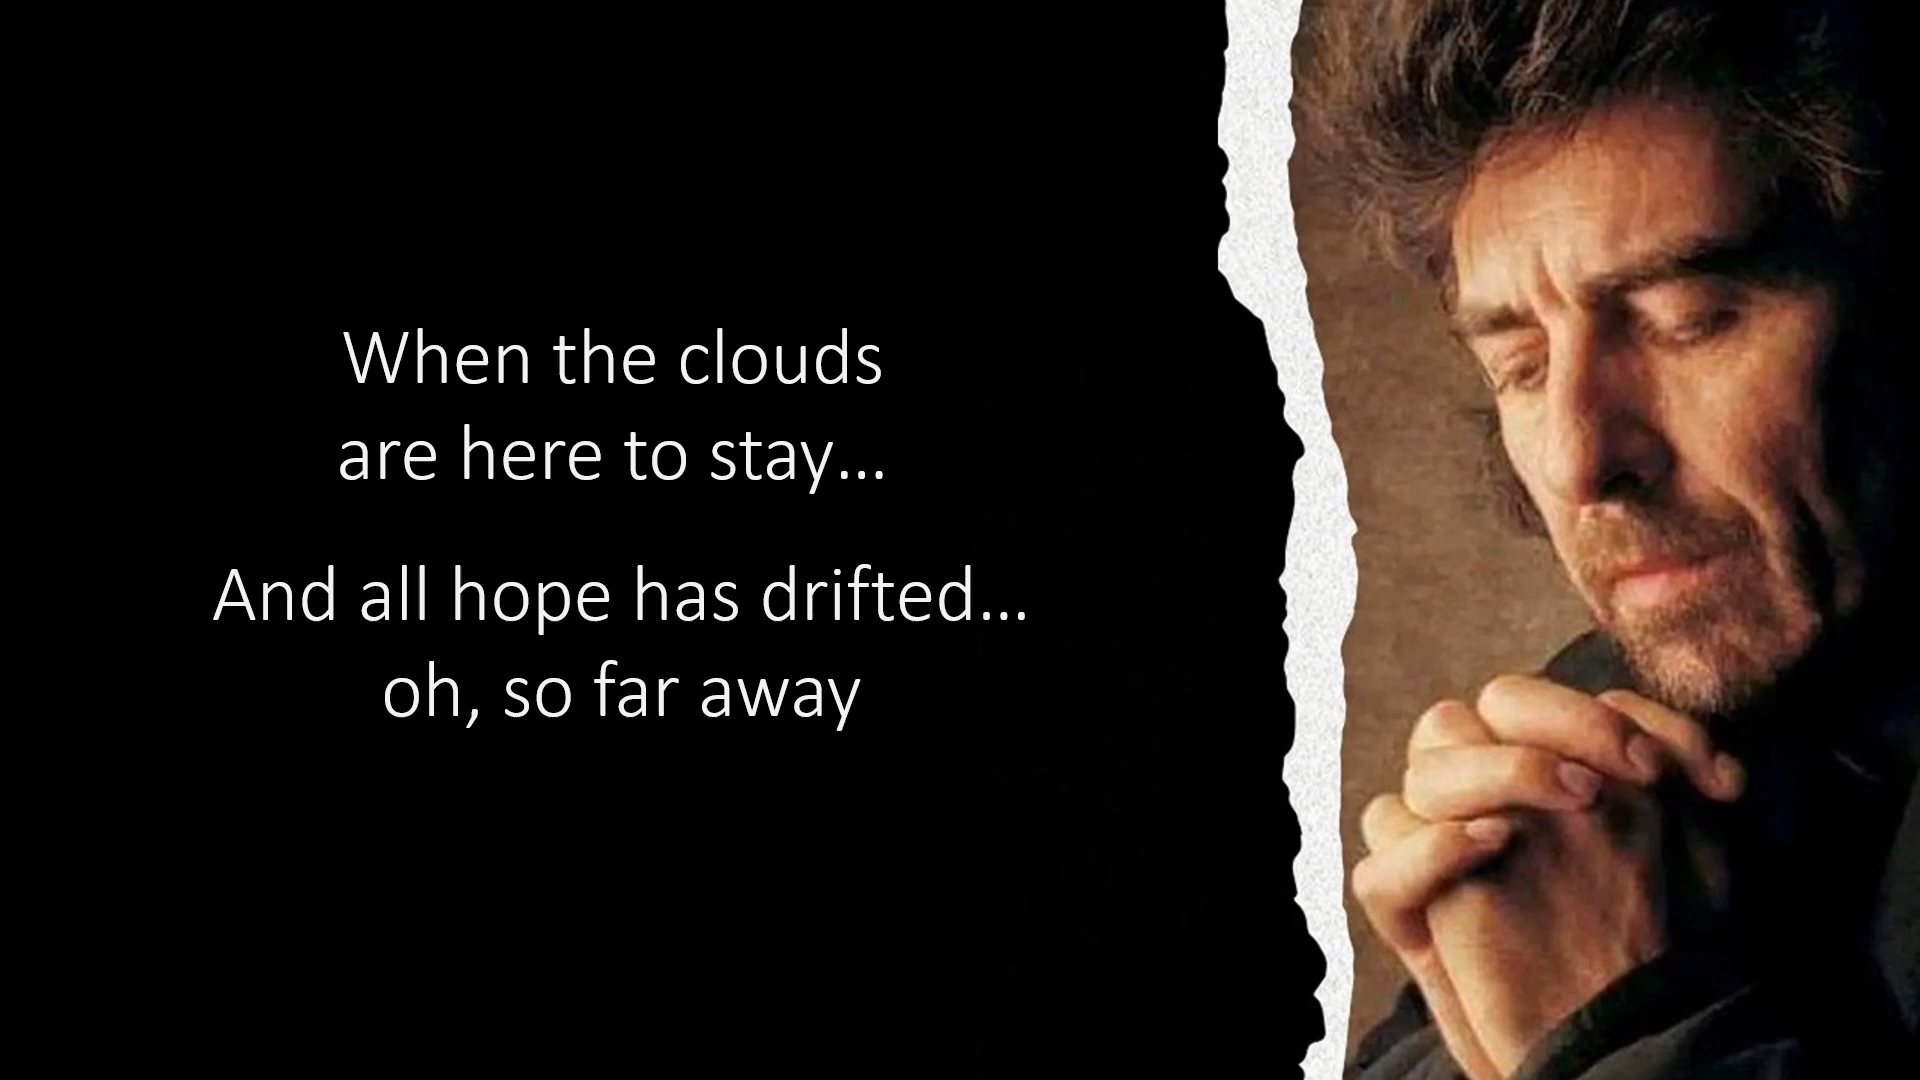 When the clouds
are here to stay...
And all hope has drifted...
oh, so far away